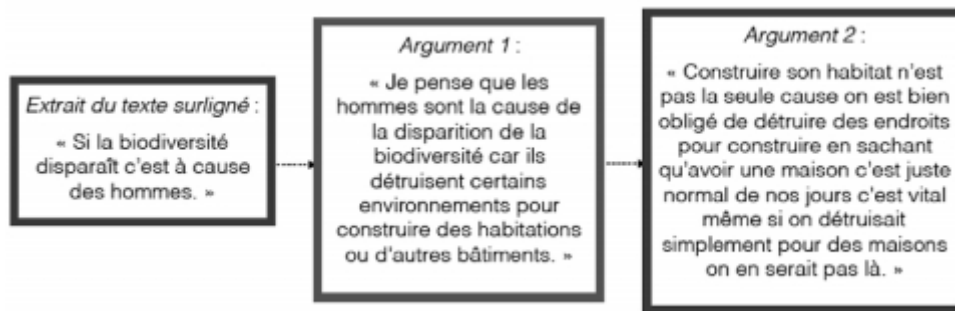 Extrait du texte surligné :
« Si la biodiversité
disparaît c'est à cause
des hommes. »
Argument 1 :
« Je pense que les
hommes sont la cause de
la disparition de la
biodiversité car ils
détruisent certains
environnements pour
construire des habitations
ou d'autres bâtiments. »
Argument 2 :
« Construire son habitat n'est
pas la seule cause on est bien
obligé de détruire des endroits
pour construire en sachant
qu'avoir une maison c'est juste
normal de nos jours c'est vital
même si on détruisait
simplement pour des maisons
on en serait pas là. »